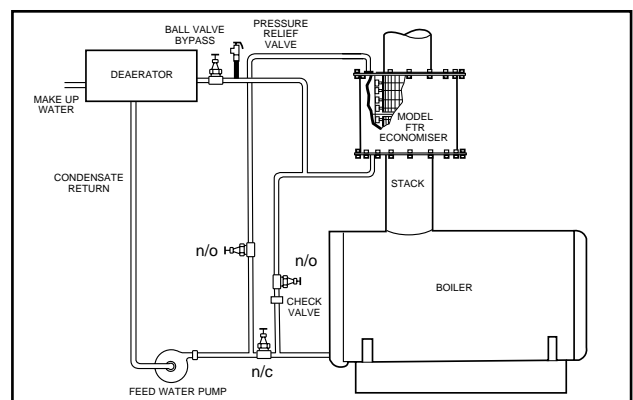 BALL VALVE
BYPASS
PRESSURE
RELIEF
VALVE
DEAERATOR
MAKE UP
WATER
MODEL
FTR
ECONOMISER
CONDENSATE
RETURN
STACK
n/o
n/o
BOILER
CHECK
VALVE
n/c
FEED WATER PUMP